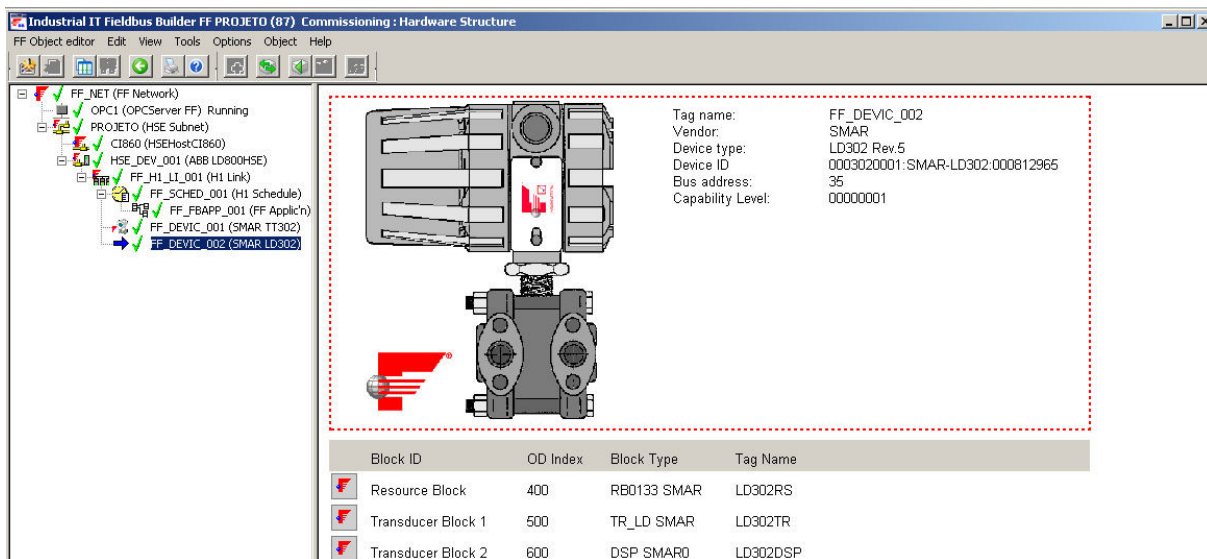 Industrial IT Fieldbus Builder FF PROJETO (87) Commissioning : Hardware Structure
FF Object editor Edit View Tools Options Object Help
FF_NET (FF Network)
OPC1 (OPCServer FF) Running
PROJETO (HSE Subnet)
CI860 (HSEHostCI860)
HSE_DEV_001 (ABB LD800HSE)
FF_H1_LI_001 (H1 Link)
FF_SCHED_001 (H1 Schedule)
FF_FBAPP_001 (FF Applic'n)
FF_DEVIC_001 (SMAR TT302)
FF_DEVIC_002 (SMAR LD302)
Tag name: FF_DEVIC_002
Vendor: SMAR
Device type: LD302 Rev.5
Device ID 0003020001:SMAR-LD302:000812965
Bus address: 35
Capability Level: 00000001
Block ID OD Index Block Type Tag Name
Resource Block 400 RB0133 SMAR LD302RS
Transducer Block 1 500 TR_LD SMAR LD302TR
Transducer Block 2 600 DSP SMAR0 LD302DSP